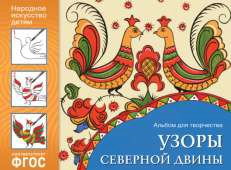 Народное
искусство
детям
Альбом для творчества
УЗОРЫ
СЕВЕРНОЙ ДВИНЫ
ФГОС